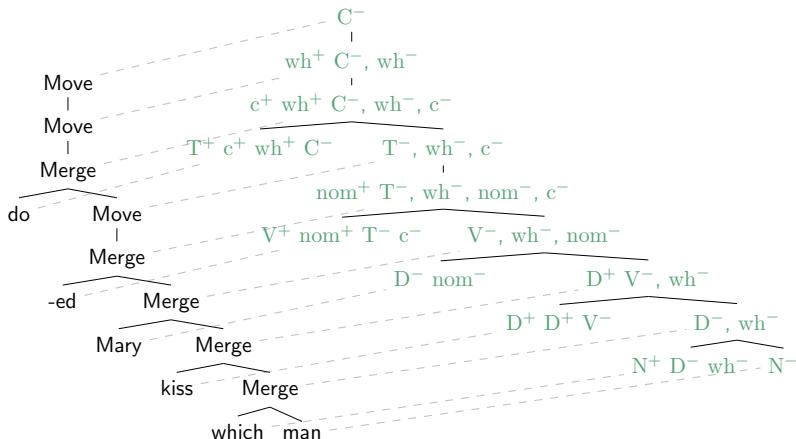 C⁻
wh⁺ C⁻, wh⁻
Move
c⁺ wh⁺ C⁻, wh⁻, c⁻
Move
T⁺ c⁺ wh⁺ C⁻ T⁻, wh⁻, c⁻
Merge
nom⁺ T⁻, wh⁻, nom⁻, c⁻
do Move
V⁺ nom⁺ T⁻ c⁻ V⁻, wh⁻, nom⁻
Merge
D⁻ nom⁻ D⁺ V⁻, wh⁻
-ed Merge
D⁺ D⁺ V⁻ D⁻, wh⁻
Mary Merge
N⁺ D⁻ wh⁻ N⁻
kiss Merge
which man